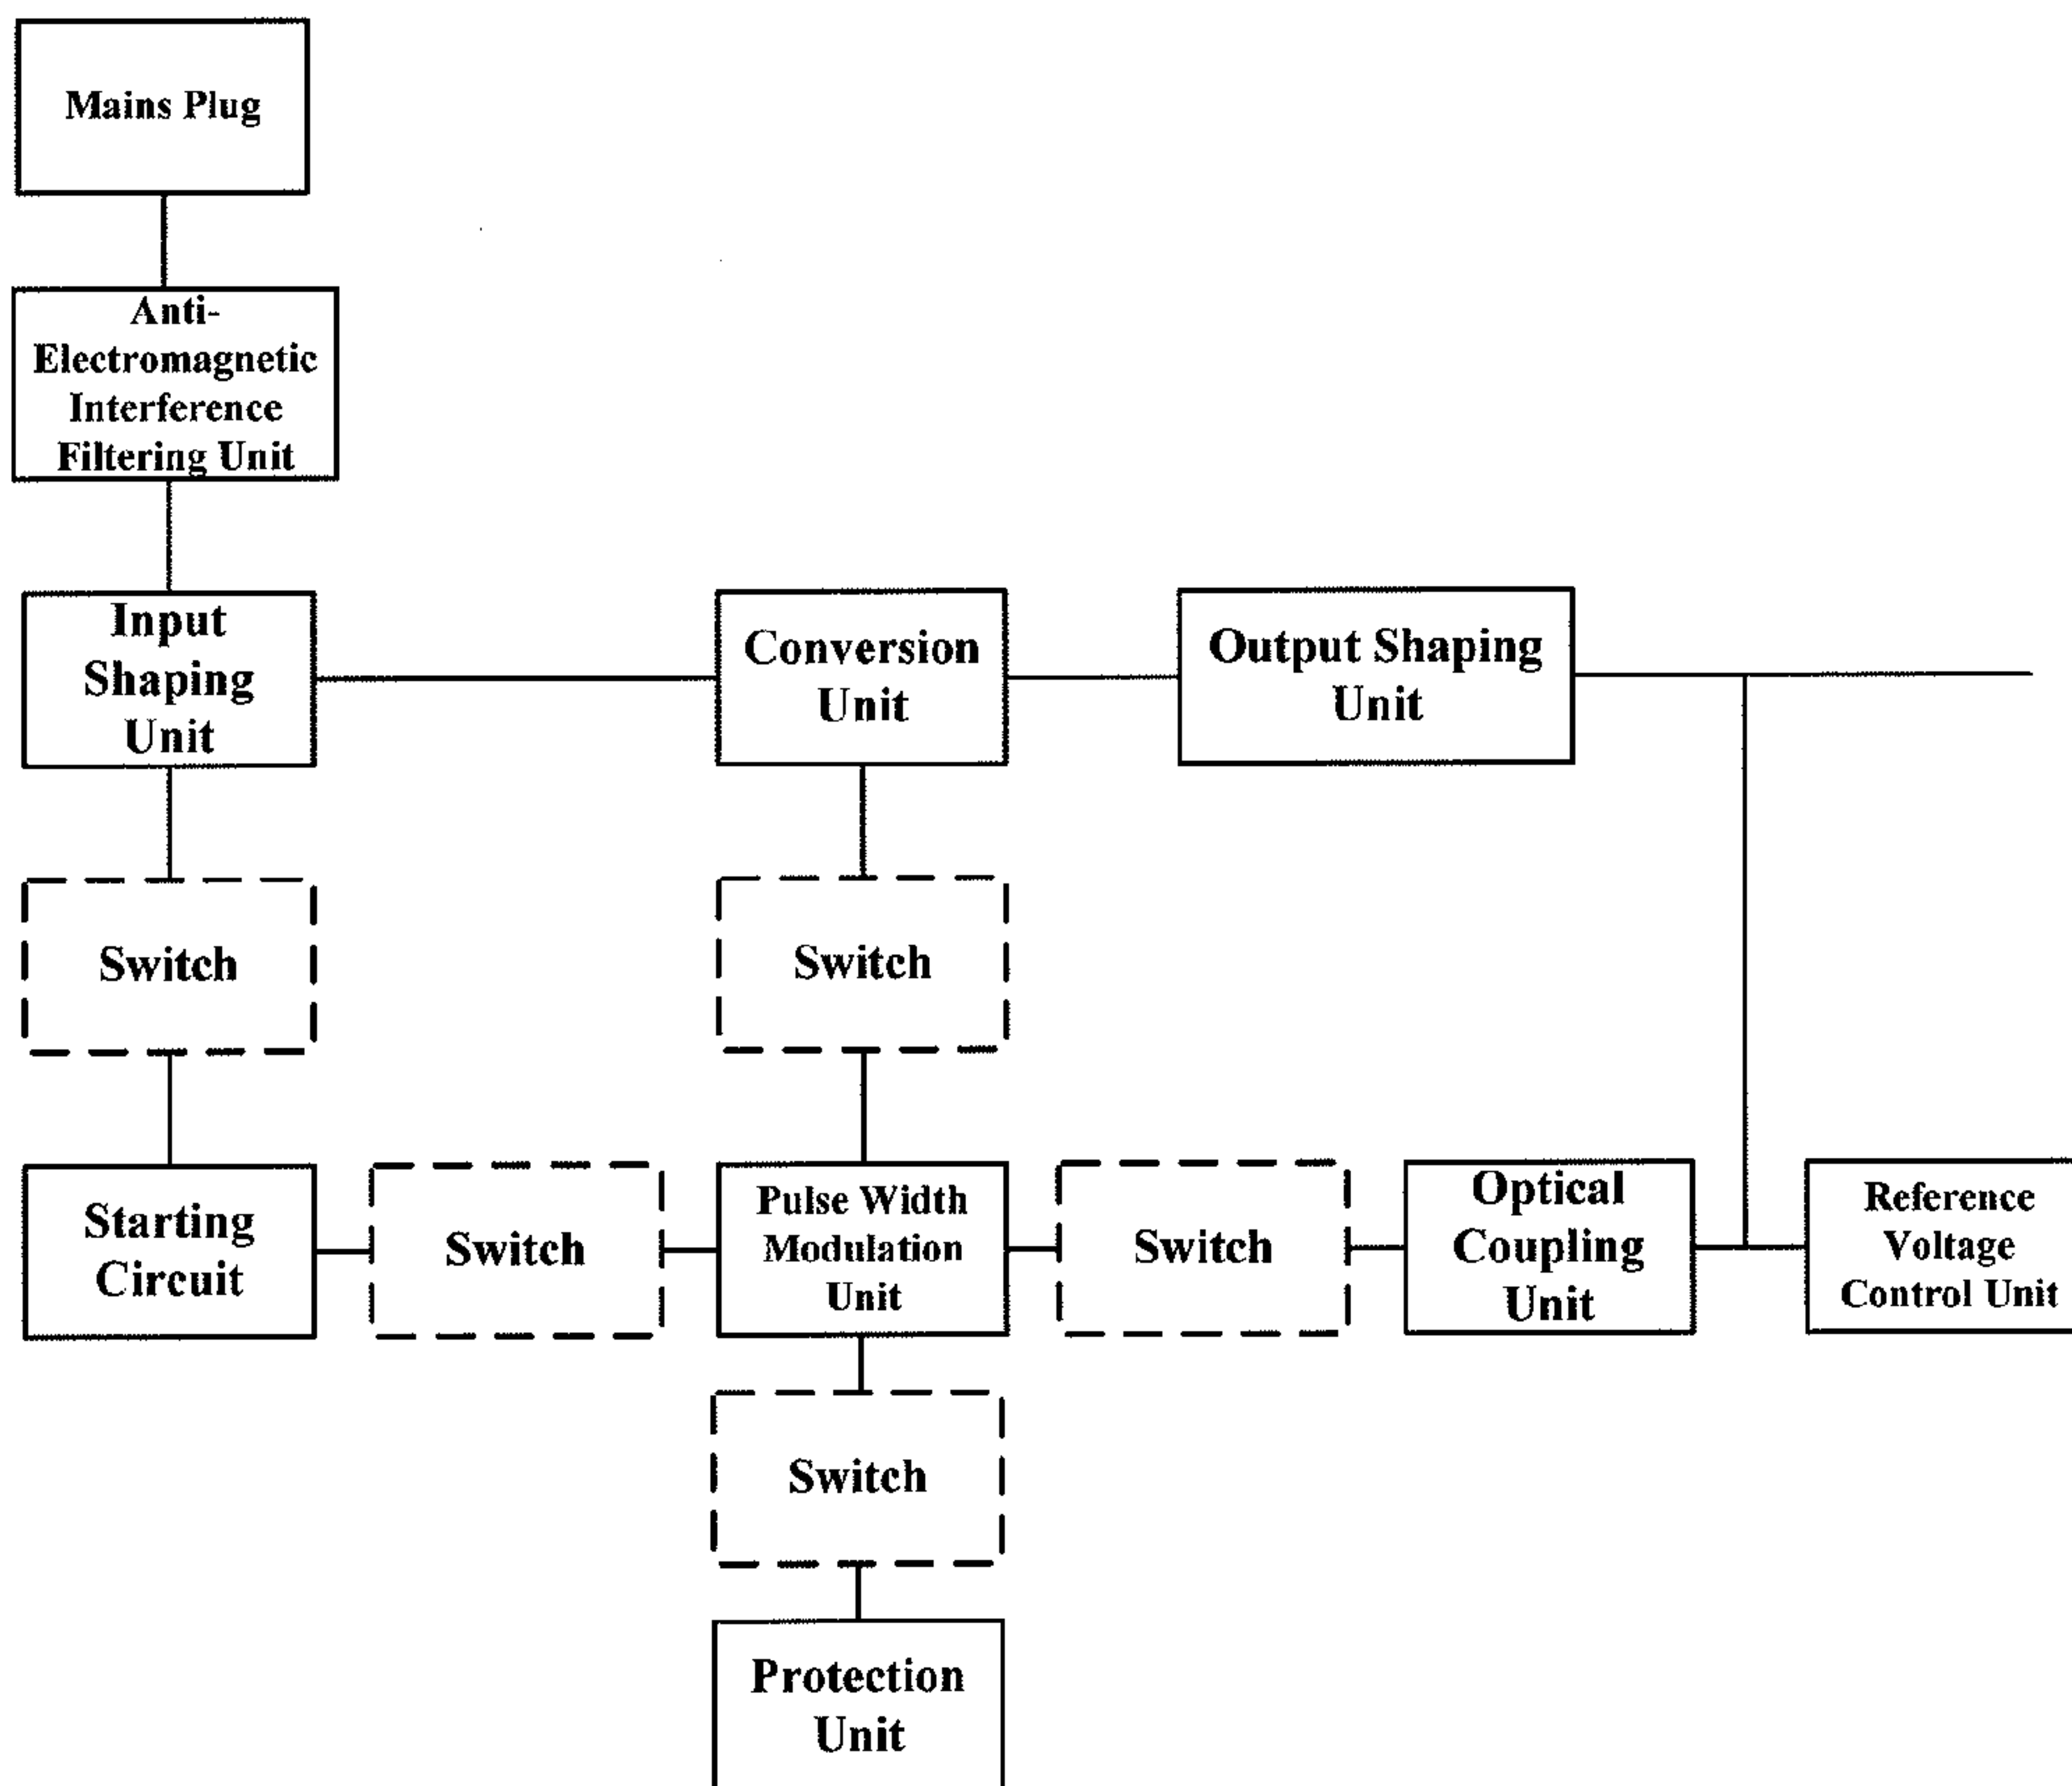 Mains Plug
Anti-
Electromagnetic
Interference
Filtering Unit
Input
Shaping
Unit
Conversion
Unit
Output Shaping
Unit
Switch
Switch
Starting
Circuit
Switch
Pulse Width
Modulation
Unit
Switch
Optical
Coupling
Unit
Reference
Voltage
Control Unit
Switch
Protection
Unit